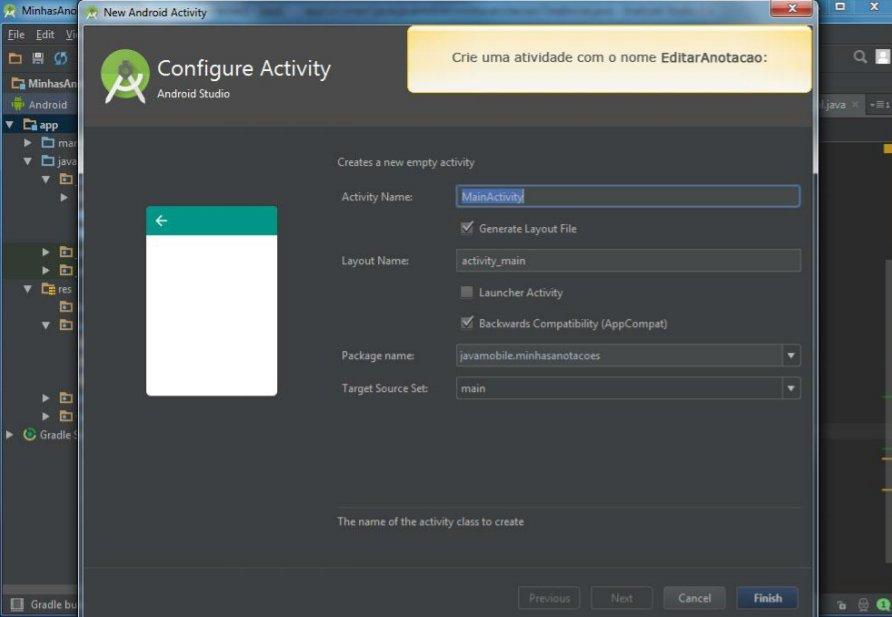 MinhasAno
New Android Activity
File Edit Vi
Crie uma atividade com o nome EditarAnotacao:
Configure Activity
Android Studio
MinhasAn
Android
l.java
app
mar
java
Creates a new empty activity
Activity Name:
MainActivity
Generate Layout File
Layout Name:
activity_main
Launcher Activity
Backwards Compatibility (AppCompat)
res
Package name:
javamobile.minhasanotacoes
Target Source Set:
main
Gradle S
The name of the activity class to create
Previous
Next
Cancel
Finish
Gradle bu